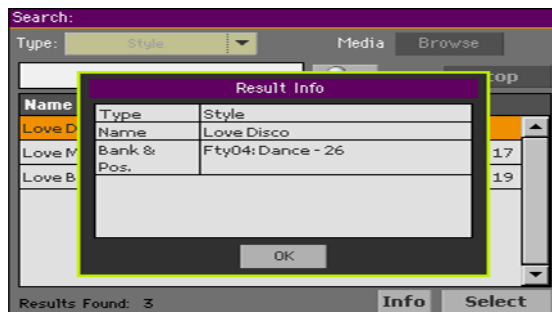 Search:
Type: Style Media Browse
Result Info
Name
Type Style
Love D Name Love Disco
Love M Bank & Fty04: Dance - 26 17
Pos.
Love B 19
OK
Results Found: 3 Info Select